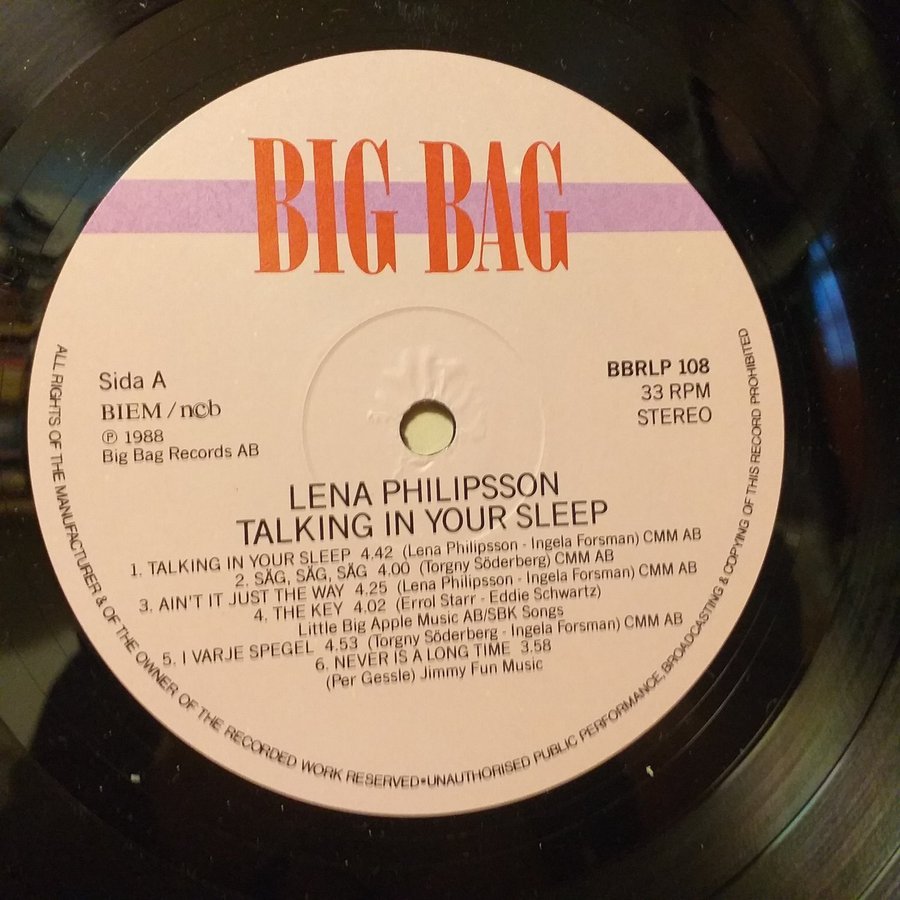 BIG BAG
Sida A
BIEM / ncb
℗ 1988
Big Bag Records AB
BBRLP 108
33 RPM
STEREO
LENA PHILIPSSON
TALKING IN YOUR SLEEP
1. TALKING IN YOUR SLEEP 4.42 (Lena Philipsson - Ingela Forsman) CMM AB
2. SÄG, SÄG, SÄG 4.00 (Torgny Söderberg) CMM AB
3. AIN'T IT JUST THE WAY 4.25 (Lena Philipsson - Ingela Forsman) CMM AB
4. THE KEY 4.02 (Errol Starr - Eddie Schwartz)
Little Big Apple Music AB/SBK Songs
5. I VARJE SPEGEL 4.53 (Torgny Söderberg - Ingela Forsman) CMM AB
6. NEVER IS A LONG TIME 3.58
(Per Gessle) Jimmy Fun Music
ALL RIGHTS OF THE MANUFACTURER & OF THE OWNER OF THE RECORDED WORK RESERVED•UNAUTHORISED PUBLIC PERFORMANCE, BROADCASTING & COPYING OF THIS RECORD PROHIBITED